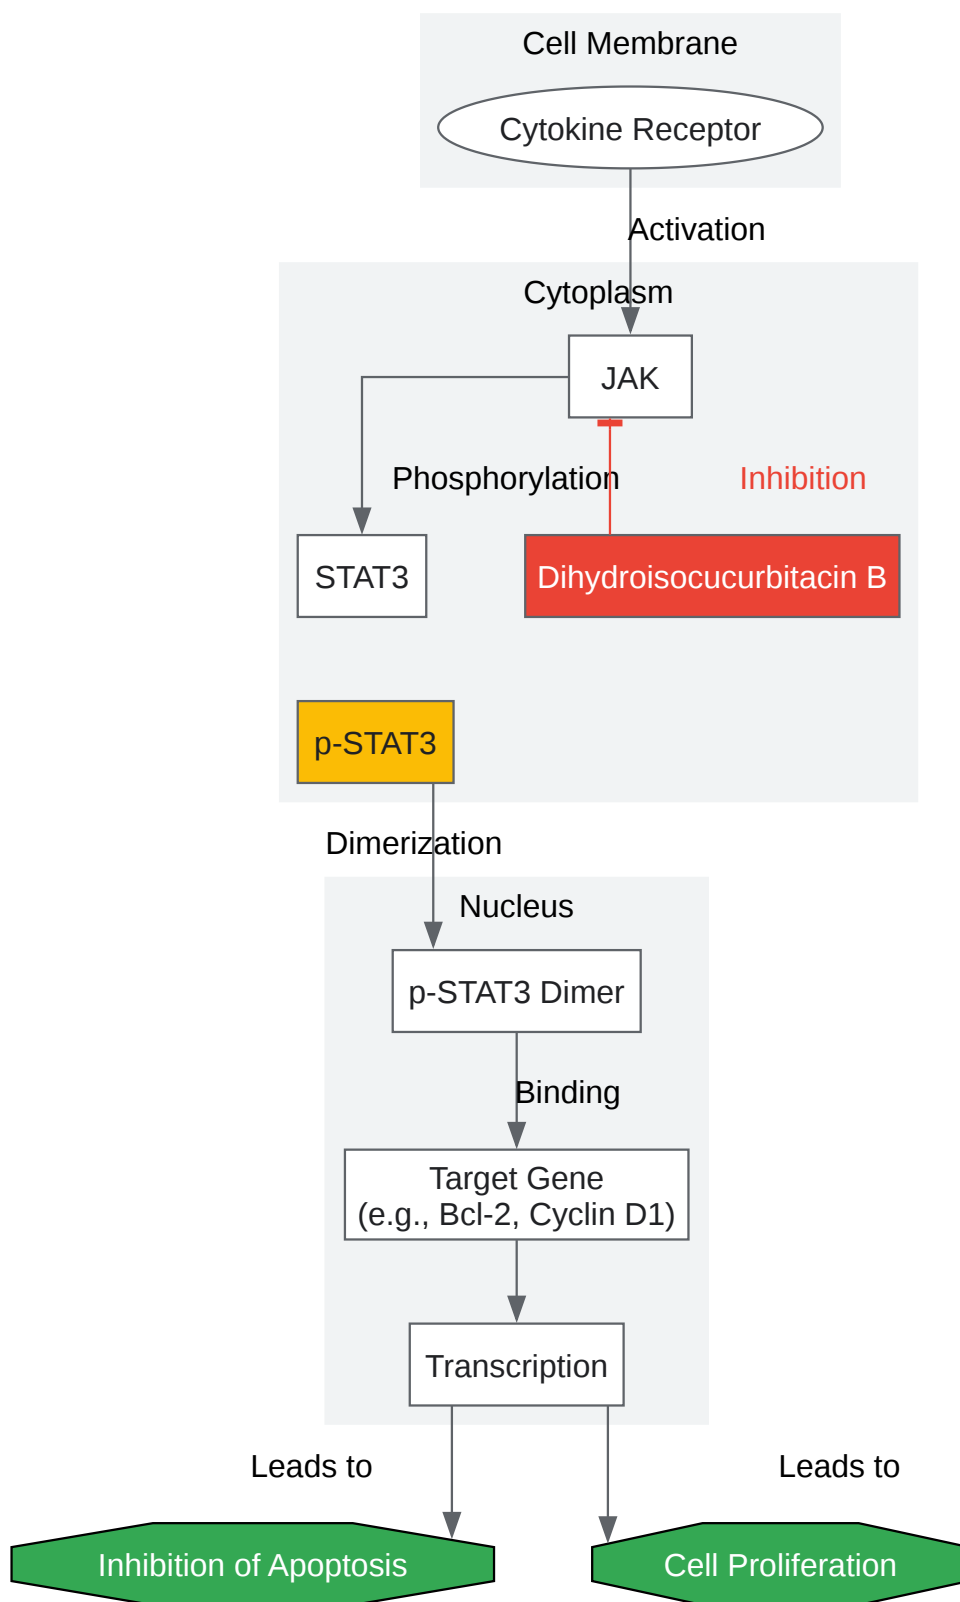 Cell Membrane
Cytokine Receptor
Activation
Cytoplasm
JAK
Phosphorylation
Inhibition
STAT3
Dihydroisocucurbitacin B
p-STAT3
Dimerization
Nucleus
p-STAT3 Dimer
Binding
Target Gene
(e.g., Bcl-2, Cyclin D1)
Transcription
Leads to
Leads to
Inhibition of Apoptosis
Cell Proliferation